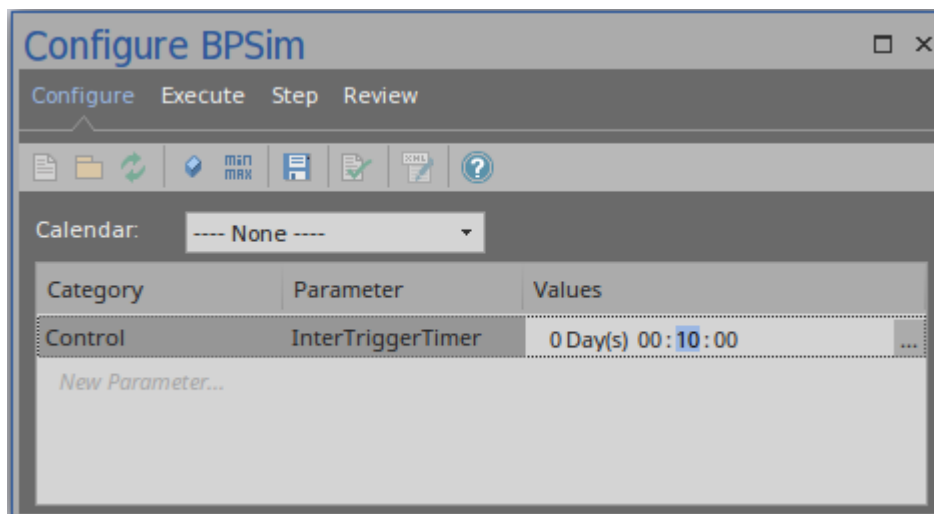 Configure BPSim
Configure Execute Step Review
min
max
XML
?
Calendar: ---- None ----
Category Parameter Values
Control InterTriggerTimer 0 Day(s) 00:10:00 ...
New Parameter...